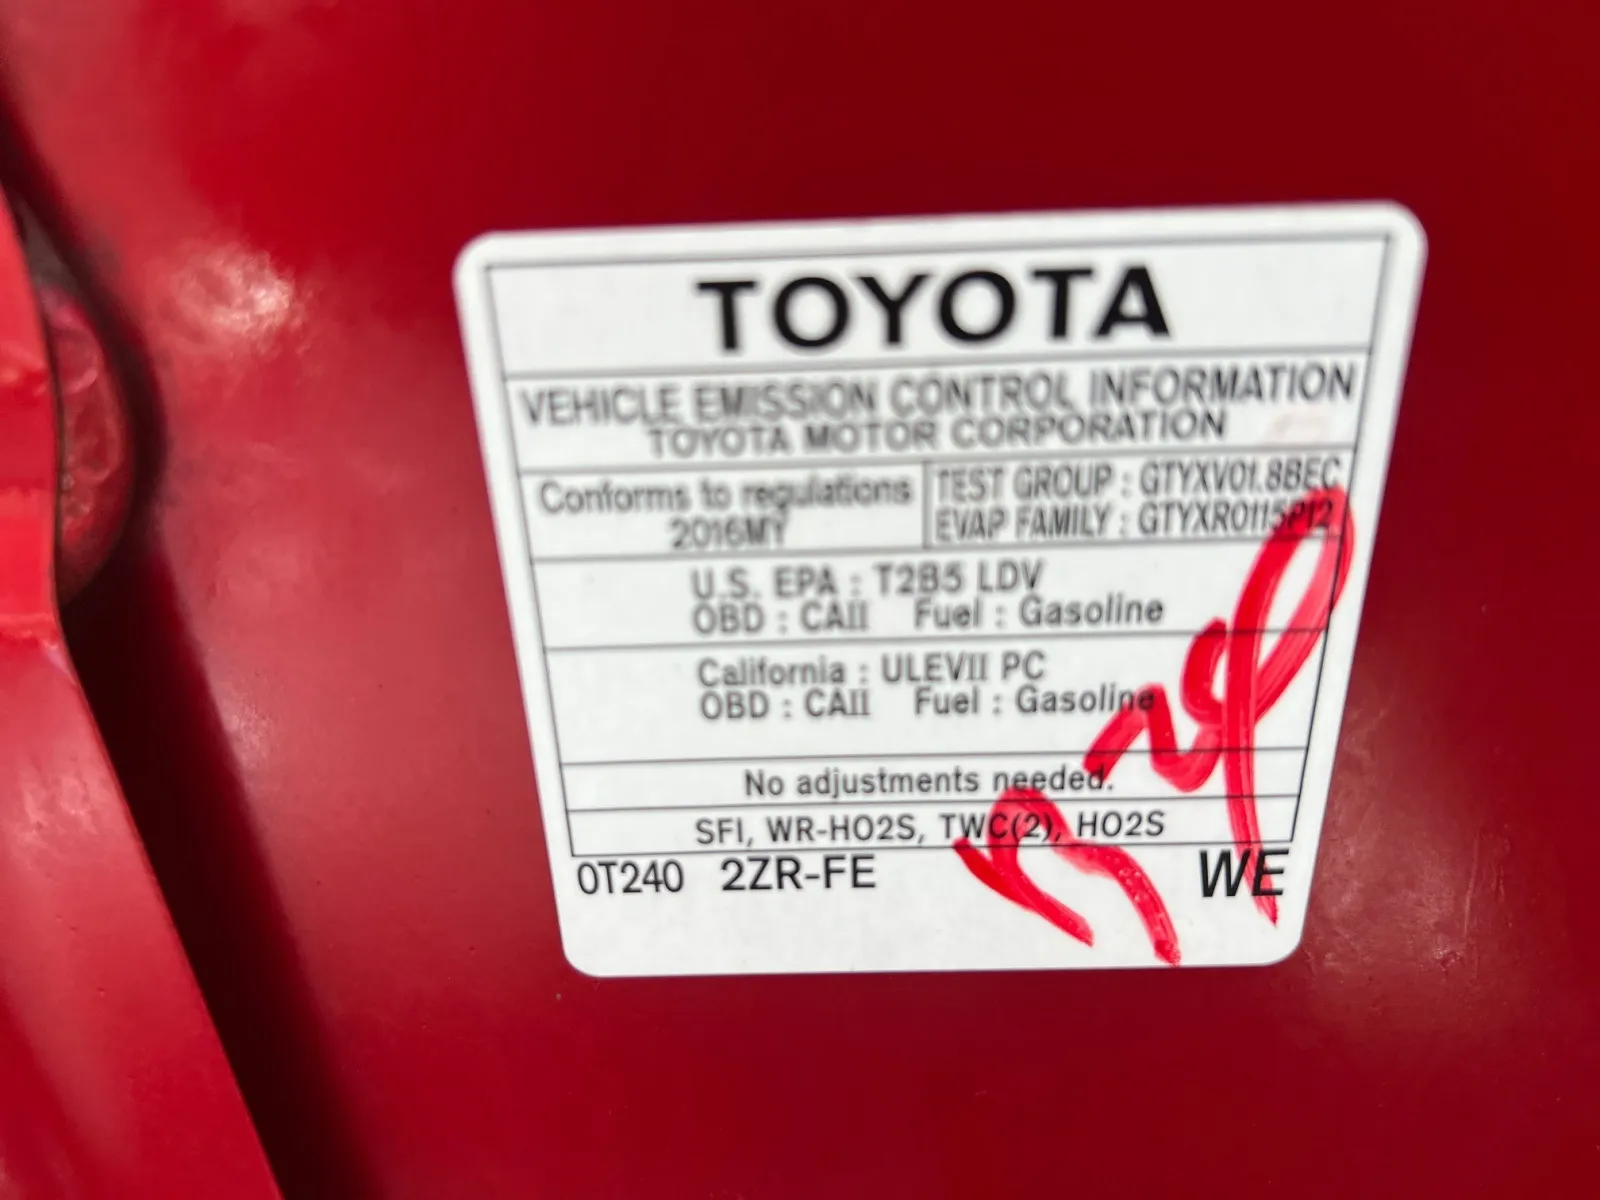 TOYOTA
VEHICLE EMISSION CONTROL INFORMATION
TOYOTA MOTOR CORPORATION
Conforms to regulations
2016MY
TEST GROUP : GTYXV01.8BEC
EVAP FAMILY : GTYXR0115P12
U.S. EPA : T2B5 LDV
OBD : CAII Fuel : Gasoline
California : ULEVII PC
OBD : CAII Fuel : Gasoline
No adjustments needed.
SFI, WR-HO2S, TWC(2), HO2S
0T240 2ZR-FE WE